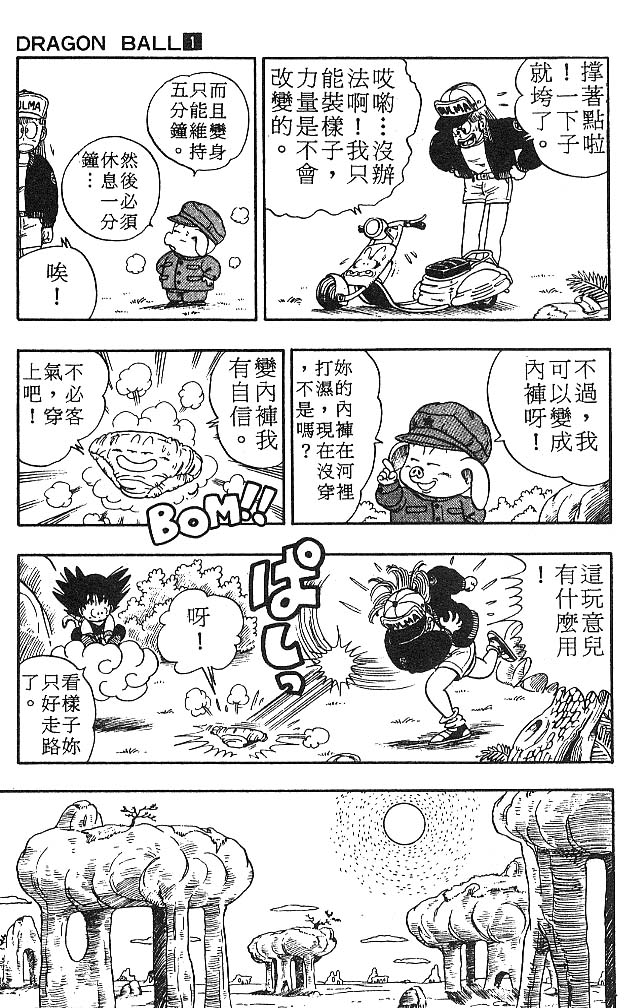 DRAGON BALL 1
撐著點啦
！一下子
就垮了。
哎喲…沒辦
法啊！我只
能裝樣子，
力量是不會
改變的。
BULMA
而且變身
只能維持
五分鐘。
然後必須
休息一分
鐘…
唉！
ULMA
不過，我
可以變成
內褲呀！
妳的內褲在河裡
打濕，現在沒穿
，不是嗎？
變內褲我
有自信。
不必客
氣，穿
上吧！
BOM!!
這玩意兒
有什麼用
！
ぱしっ
呀！
看樣子妳
只好走路
了。